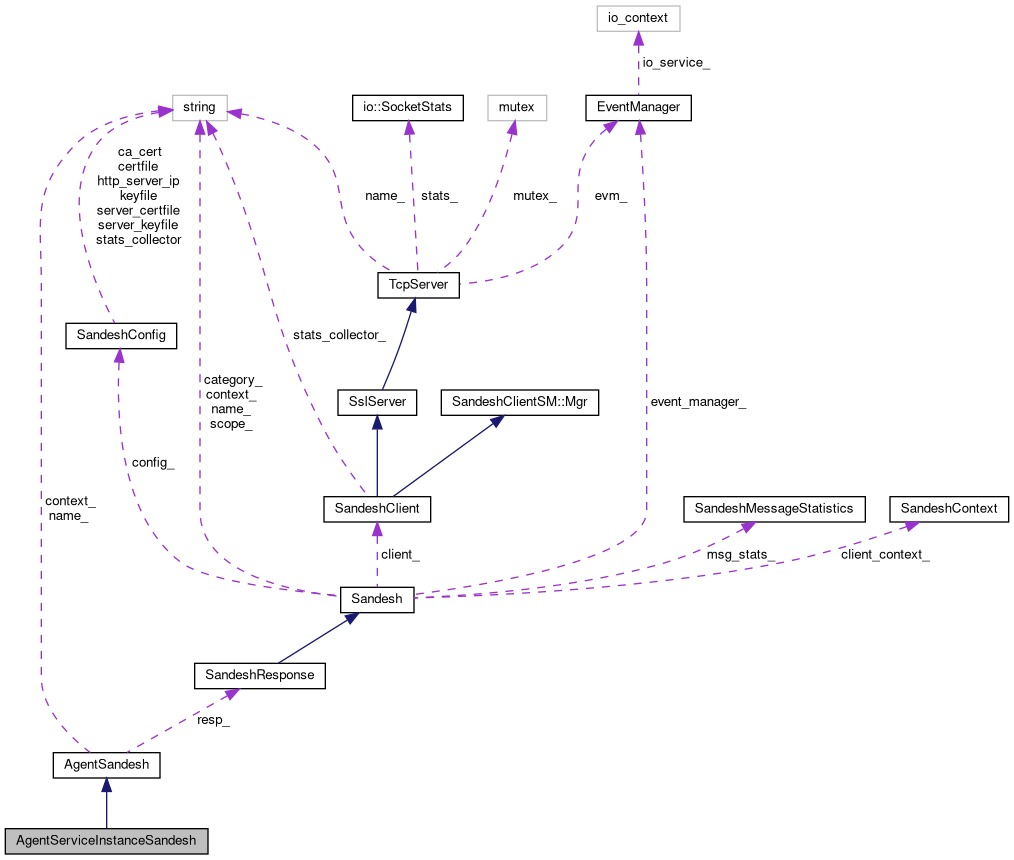 io_context
io_service_
string
io::SocketStats
mutex
EventManager
ca_cert
certfile
http_server_ip
keyfile
server_certfile
server_keyfile
stats_collector
name_
stats_
mutex_
evm_
TcpServer
SandeshConfig
stats_collector_
category_
context_
name_
scope_
SslServer
SandeshClientSM::Mgr
event_manager_
config_
context_
name_
SandeshClient
SandeshMessageStatistics
SandeshContext
client_
msg_stats_
client_context_
Sandesh
SandeshResponse
resp_
AgentSandesh
AgentServiceInstanceSandesh